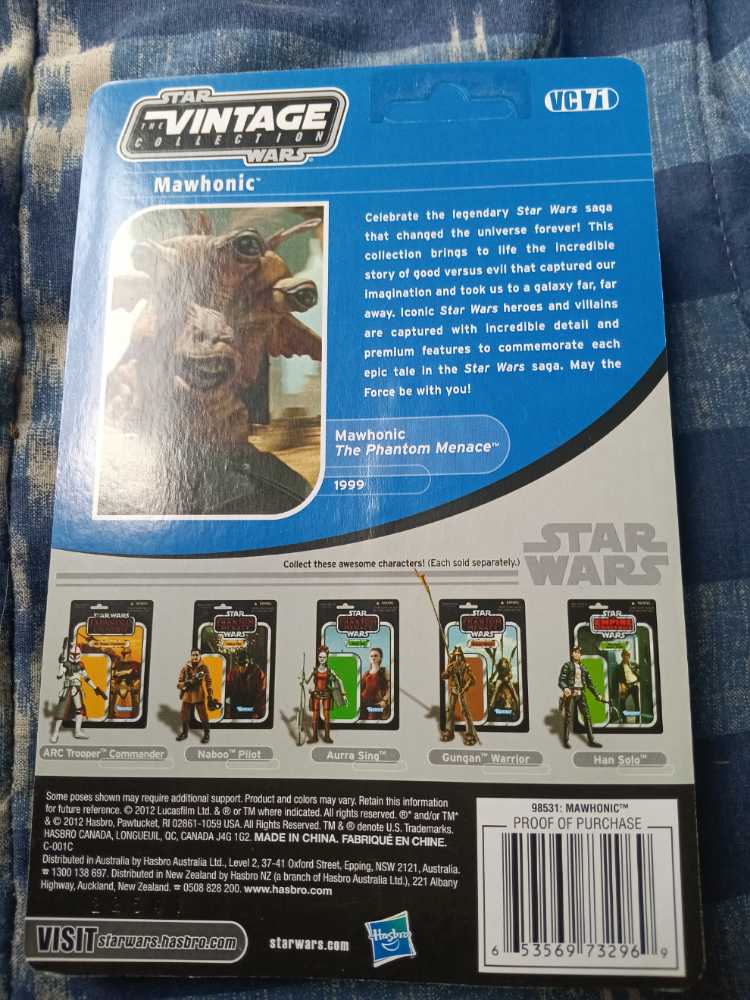 STAR
THE VINTAGE
COLLECTION
WARS
VC171
Mawhonic™
Celebrate the legendary Star Wars saga
that changed the universe forever! This
collection brings to life the incredible
story of good versus evil that captured our
imagination and took us to a galaxy far, far
away. Iconic Star Wars heroes and villains
are captured with incredible detail and
premium features to commemorate each
epic tale in the Star Wars saga. May the
Force be with you!
Mawhonic
The Phantom Menace™
1999
Collect these awesome characters! (Each sold separately.)
STAR
WARS
ARC Trooper™ Commander
Naboo™ Pilot
Aurra Sing™
Gungan™ Warrior
Han Solo™
Some poses shown may require additional support. Product and colors may vary. Retain this information
for future reference. © 2012 Lucasfilm Ltd. & ® or TM where indicated. All rights reserved. ®* and/or TM*
& © 2012 Hasbro, Pawtucket, RI 02861-1059 USA. All Rights Reserved. TM & ® denote U.S. Trademarks.
HASBRO CANADA, LONGUEUIL, QC, CANADA J4G 1G2. MADE IN CHINA. FABRIQUÉ EN CHINE.
C-001C
Distributed in Australia by Hasbro Australia Ltd., Level 2, 37-41 Oxford Street, Epping, NSW 2121, Australia.
☎ 1300 138 697. Distributed in New Zealand by Hasbro NZ (a branch of Hasbro Australia Ltd.), 221 Albany
Highway, Auckland, New Zealand. ☎ 0508 828 200. www.hasbro.com
VISIT starwars.hasbro.com
starwars.com
Hasbro
98531: MAWHONIC™
PROOF OF PURCHASE
6 53569 73296 9